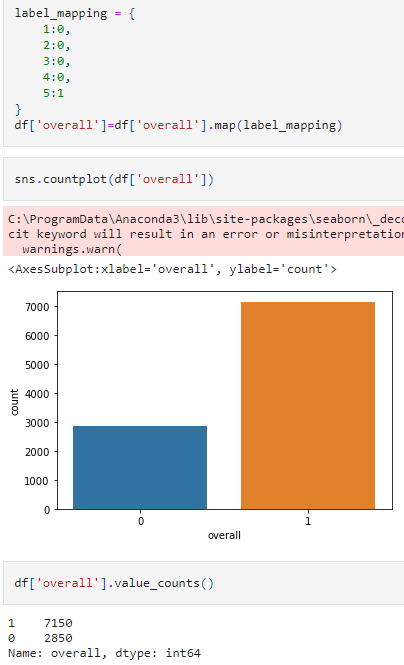 label_mapping = {
    1:0,
    2:0,
    3:0,
    4:0,
    5:1
}
df['overall']=df['overall'].map(label_mapping)
sns.countplot(df['overall'])
C:\ProgramData\Anaconda3\lib\site-packages\seaborn\_deco
cit keyword will result in an error or misinterpretation
  warnings.warn(
<AxesSubplot:xlabel='overall', ylabel='count'>
7000
6000
5000
4000
3000
2000
1000
0
count
0 1
overall
df['overall'].value_counts()
1    7150
0    2850
Name: overall, dtype: int64